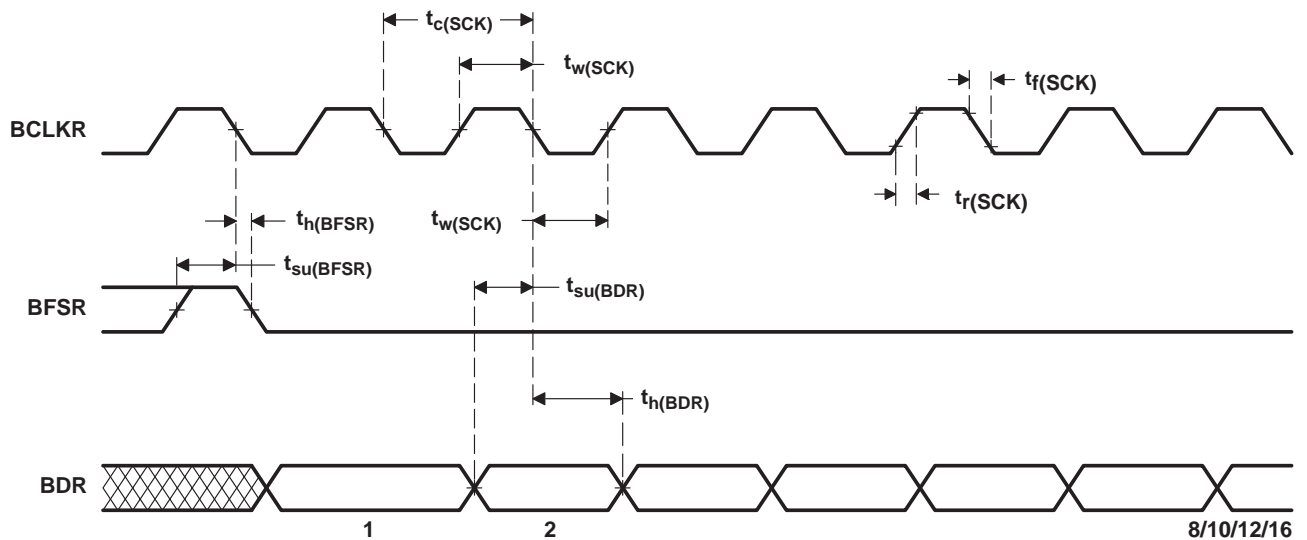 tc(SCK)
tw(SCK)
tf(SCK)
BCLKR
tr(SCK)
th(BFSR)
tw(SCK)
tsu(BFSR)
tsu(BDR)
BFSR
th(BDR)
BDR
1
2
8/10/12/16